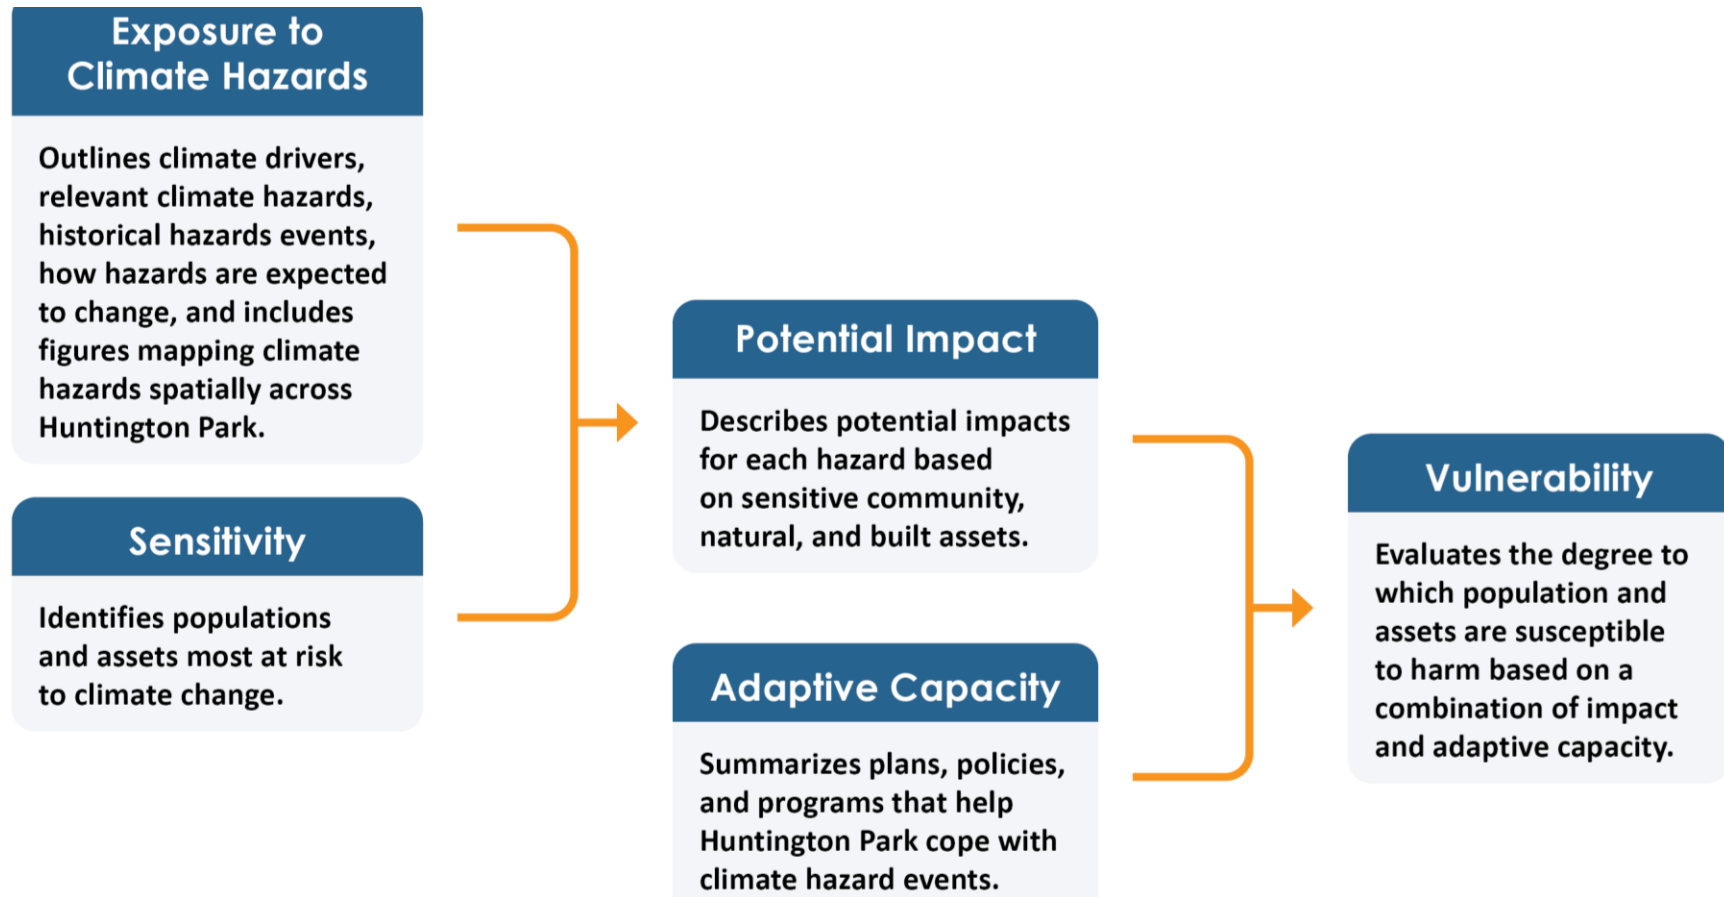 Exposure to
Climate Hazards
Outlines climate drivers,
relevant climate hazards,
historical hazards events,
how hazards are expected
to change, and includes
figures mapping climate
hazards spatially across
Huntington Park.
Sensitivity
Identifies populations
and assets most at risk
to climate change.
Potential Impact
Describes potential impacts
for each hazard based
on sensitive community,
natural, and built assets.
Adaptive Capacity
Summarizes plans, policies,
and programs that help
Huntington Park cope with
climate hazard events.
Vulnerability
Evaluates the degree to
which population and
assets are susceptible
to harm based on a
combination of impact
and adaptive capacity.